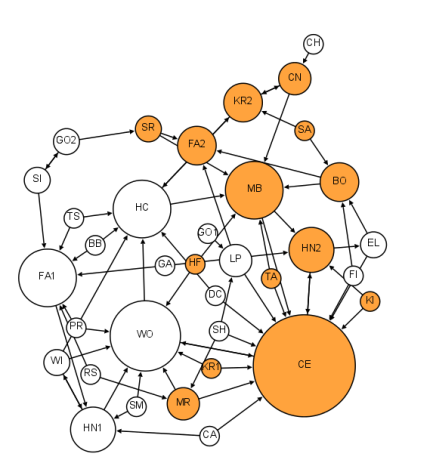 CH
CN
KR2
SR
SA
GO2
FA2
SI
BO
MB
HC
TS
GO1
BB
EL
HN2
LP
GA
HF
FA1
TA
FI
DC
KI
PR
SH
WO
WI
CE
KR1
RS
MR
SM
HN1
CA